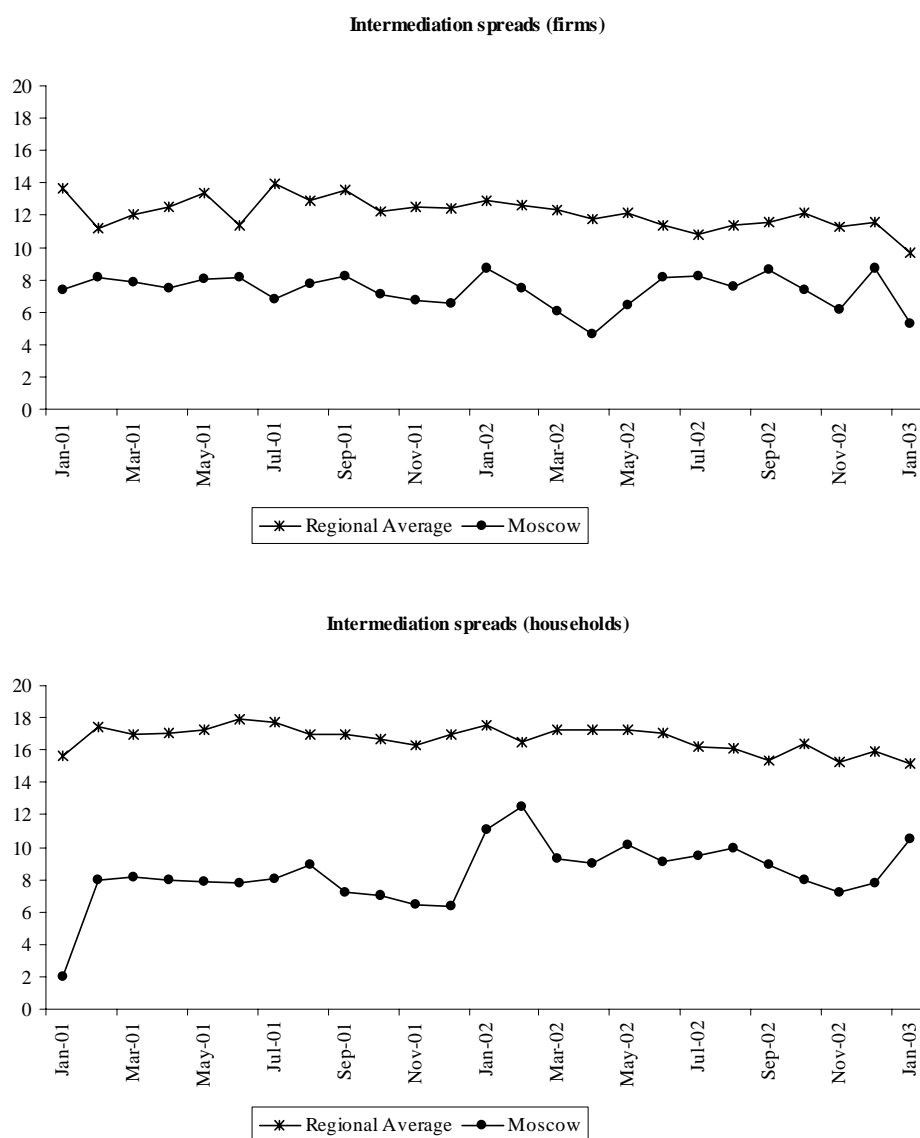 Intermediation spreads (firms)
20
18
16
14
12
10
8
6
4
2
0
Jan-01
Mar-01
May-01
Jul-01
Sep-01
Nov-01
Jan-02
Mar-02
May-02
Jul-02
Sep-02
Nov-02
Jan-03
Regional Average Moscow
Intermediation spreads (households)
20
18
16
14
12
10
8
6
4
2
0
Jan-01
Mar-01
May-01
Jul-01
Sep-01
Nov-01
Jan-02
Mar-02
May-02
Jul-02
Sep-02
Nov-02
Jan-03
Regional Average Moscow